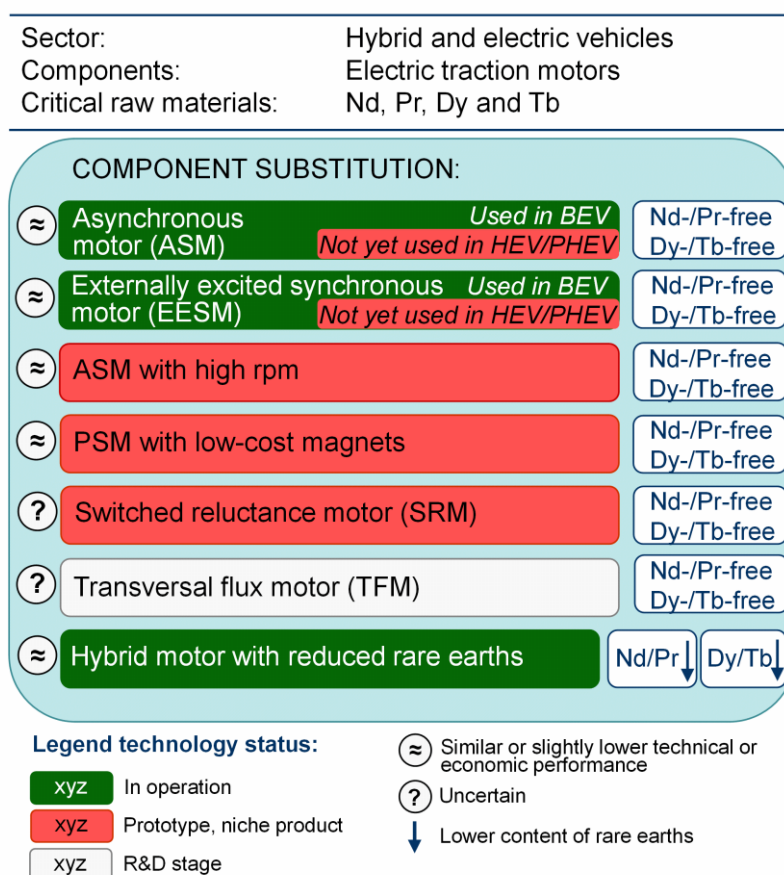 Sector: Hybrid and electric vehicles
Components: Electric traction motors
Critical raw materials: Nd, Pr, Dy and Tb
COMPONENT SUBSTITUTION:
≈ Asynchronous motor (ASM) Used in BEV Not yet used in HEV/PHEV Nd-/Pr-free Dy-/Tb-free
≈ Externally excited synchronous motor (EESM) Used in BEV Not yet used in HEV/PHEV Nd-/Pr-free Dy-/Tb-free
≈ ASM with high rpm Nd-/Pr-free Dy-/Tb-free
≈ PSM with low-cost magnets Nd-/Pr-free Dy-/Tb-free
? Switched reluctance motor (SRM) Nd-/Pr-free Dy-/Tb-free
? Transversal flux motor (TFM) Nd-/Pr-free Dy-/Tb-free
≈ Hybrid motor with reduced rare earths Nd/Pr↓ Dy/Tb↓
Legend technology status:
xyz In operation
xyz Prototype, niche product
xyz R&D stage
≈ Similar or slightly lower technical or
economic performance
? Uncertain
↓ Lower content of rare earths